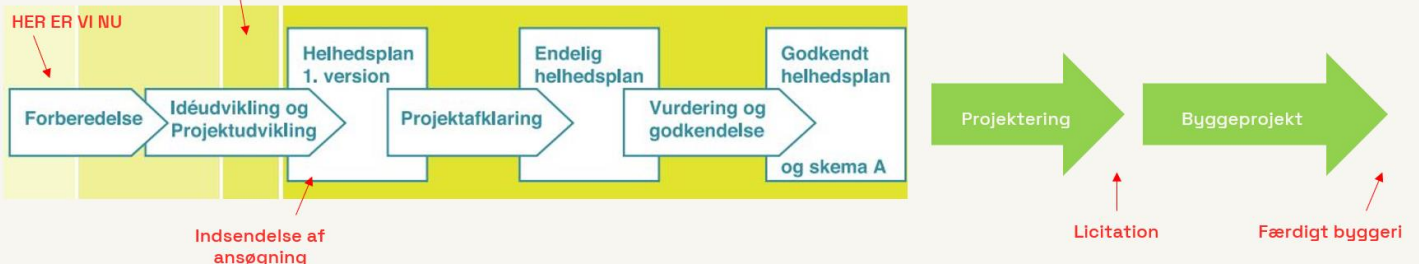 HER ER VI NU
Forberedelse
Idéudvikling og
Projektudvikling
Helhedsplan
1. version
Projektafklaring
Endelig
helhedsplan
Vurdering og
godkendelse
Godkendt
helhedsplan
og skema A
Projektering
Byggeprojekt
Indsendelse af
ansøgning
Licitation
Færdigt byggeri